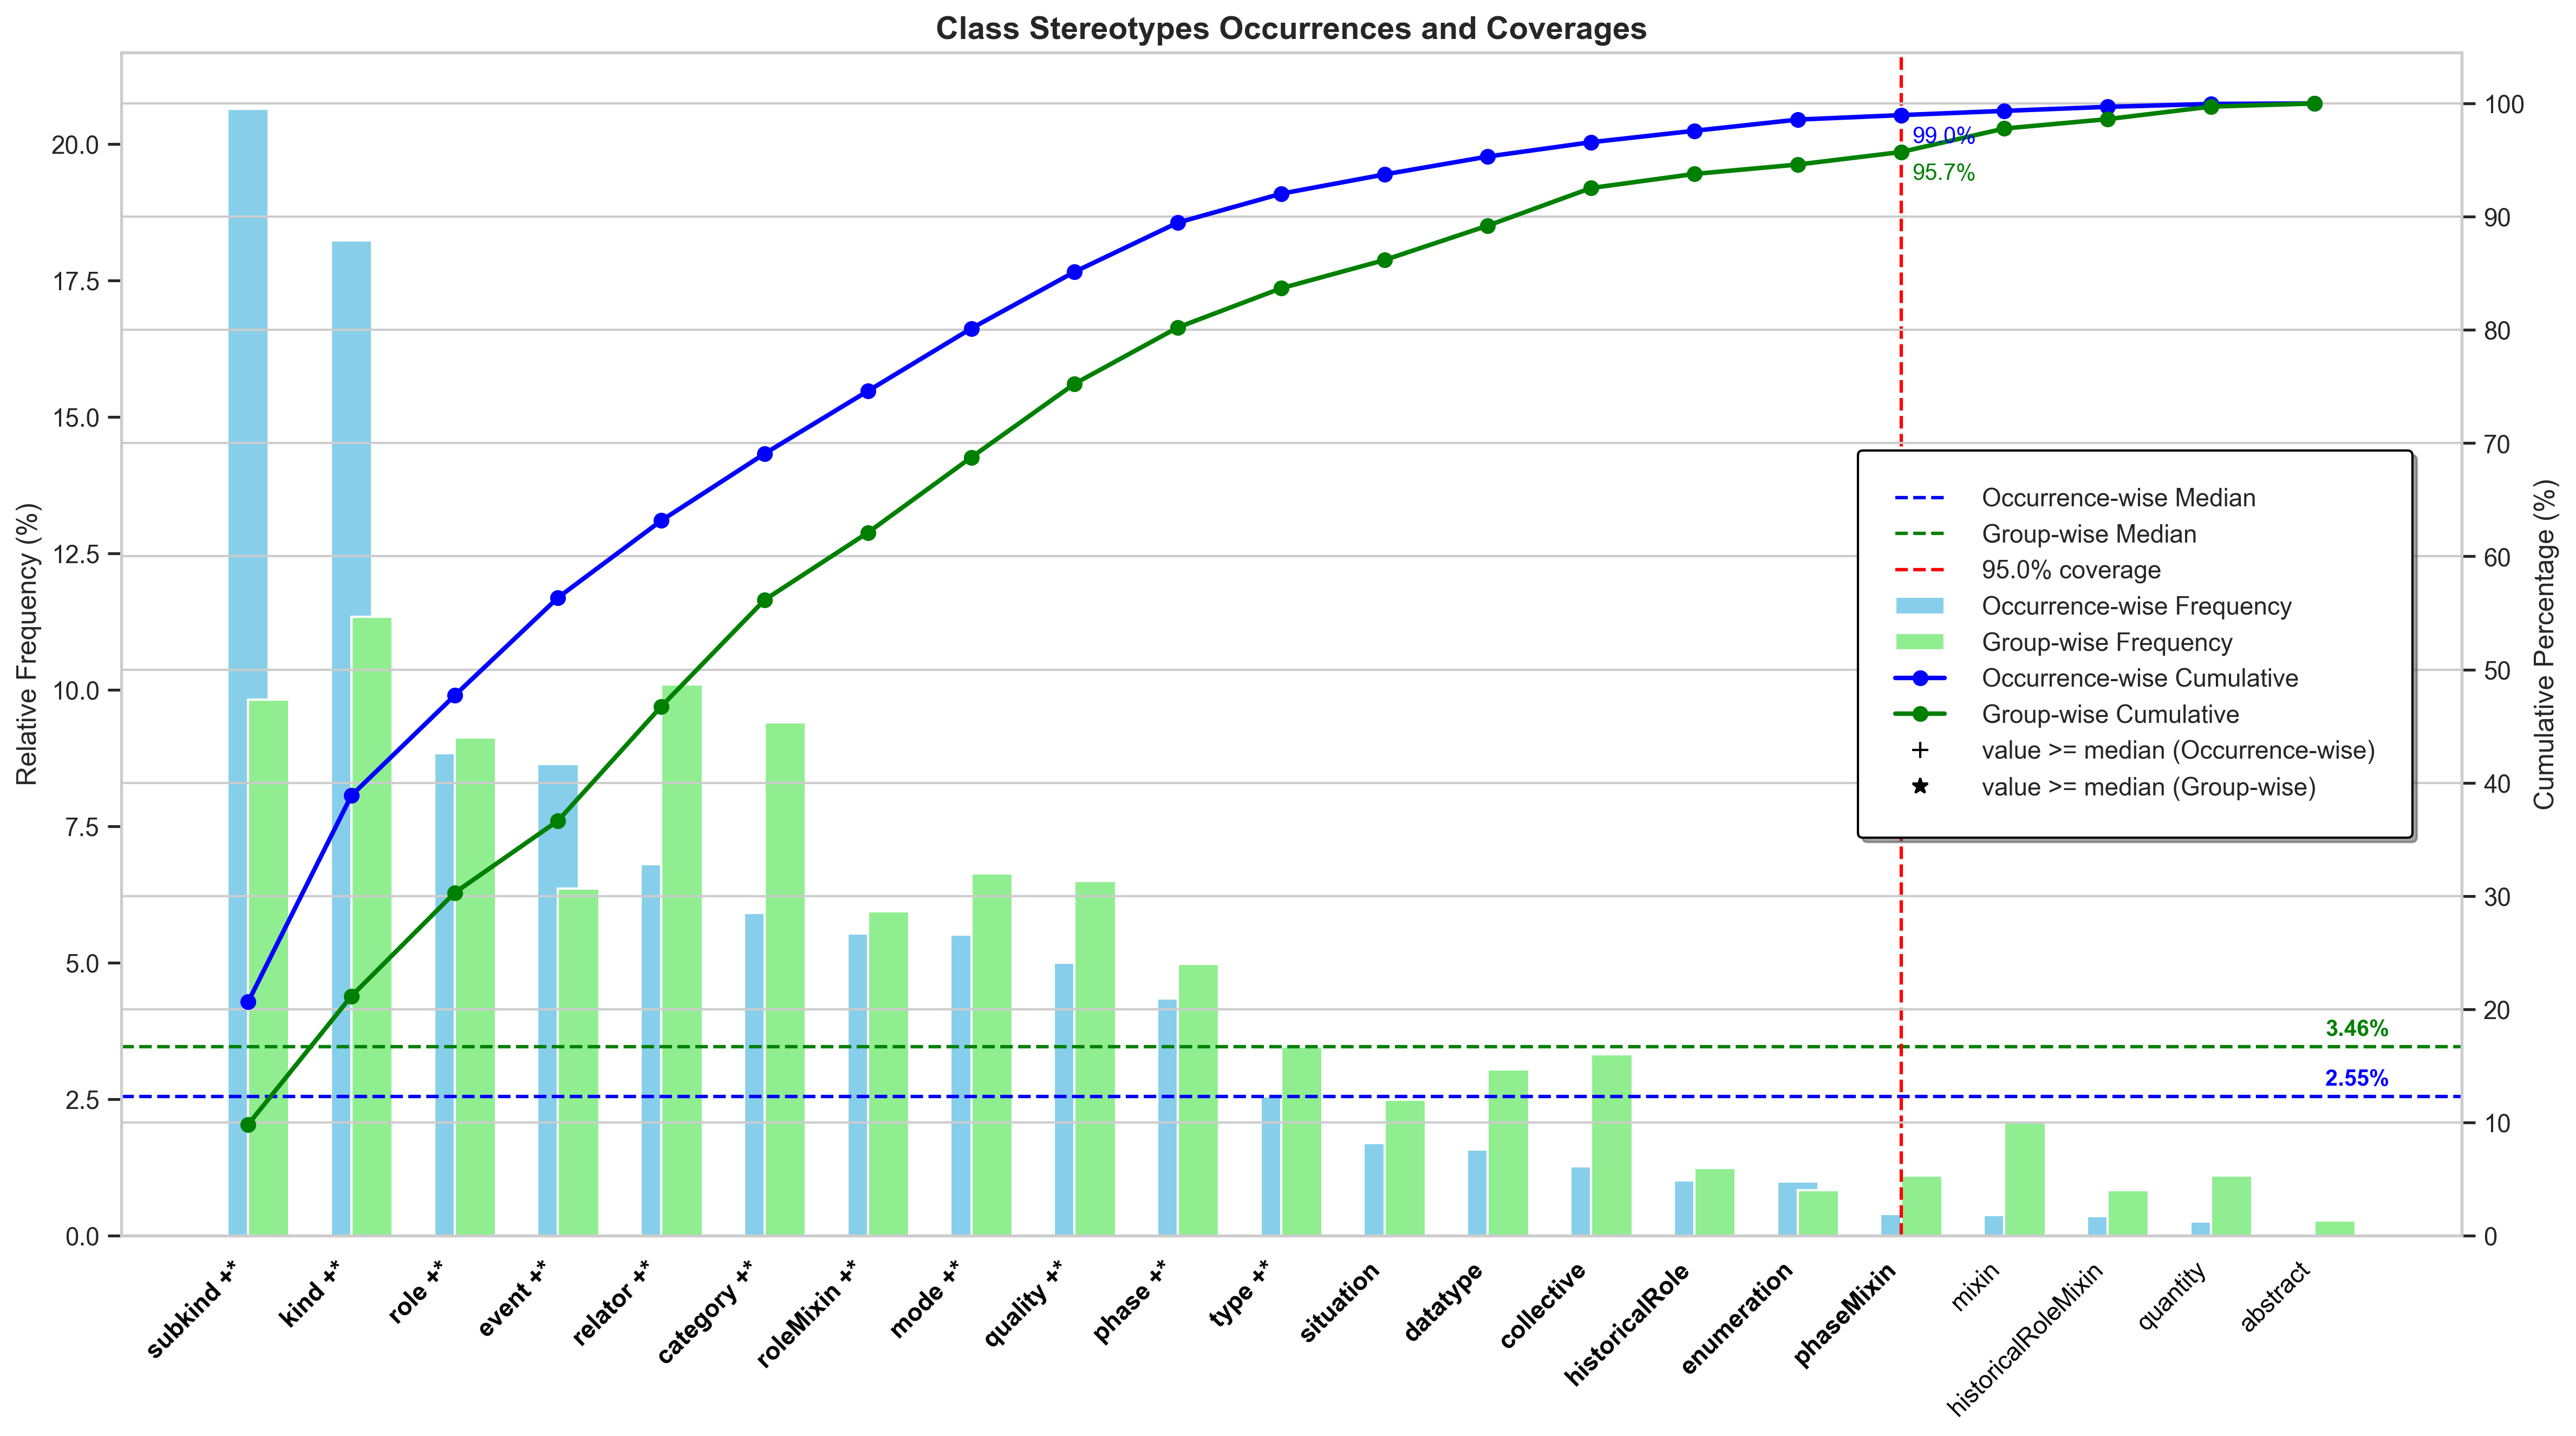 Class Stereotypes Occurrences and Coverages
Relative Frequency (%)
20.0
17.5
15.0
12.5
10.0
7.5
5.0
2.5
0.0
100
90
80
70
60
50
40
30
20
10
0
Cumulative Percentage (%)
99.0%
95.7%
Occurrence-wise Median
Group-wise Median
95.0% coverage
Occurrence-wise Frequency
Group-wise Frequency
Occurrence-wise Cumulative
Group-wise Cumulative
value >= median (Occurrence-wise)
value >= median (Group-wise)
3.46%
2.55%
subkind +*
kind +*
role +*
event +*
relator +*
category +*
roleMixin +*
mode +*
quality +*
phase +*
type +*
situation
datatype
collective
historicalRole
enumeration
phaseMixin
mixin
historicalRoleMixin
quantity
abstract